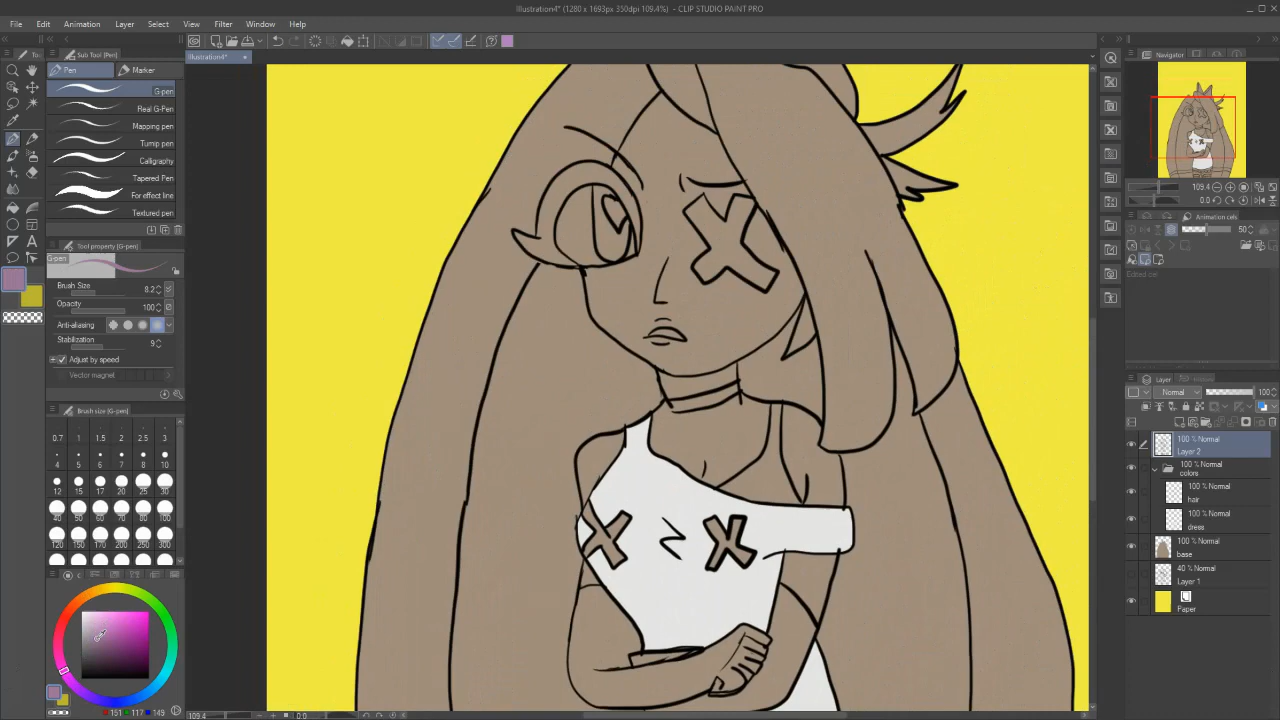 Illustration4* (1280 x 1693px 350dpi 109.4%) - CLIP STUDIO PAINT PRO
File Edit Animation Layer Select View Filter Window Help
Sub Tool [Pen]
Illustration4*
Navigator
Pen Marker
G-pen
Real G-Pen
Mapping pen
Turnip pen
Calligraphy
Tapered Pen
For effect line
Textured pen
109.4
0.0
Animation cels
50
Tool property [G-pen]
G-pen
Brush Size 8.2
Opacity 100
Anti-aliasing
Stabilization 9
Adjust by speed
Vector magnet
Brush size [G-pen]
0.7 1 1.5 2 2.5 3
4 5 6 7 8 10
12 15 17 20 25 30
40 50 60 70 80 100
120 150 170 200 250 300
Layer
Normal 100
100 % Normal
Layer 2
100 % Normal
colors
100 % Normal
hair
100 % Normal
dress
100 % Normal
base
40 % Normal
Layer 1
Paper
151 117 149
109.4 0.0